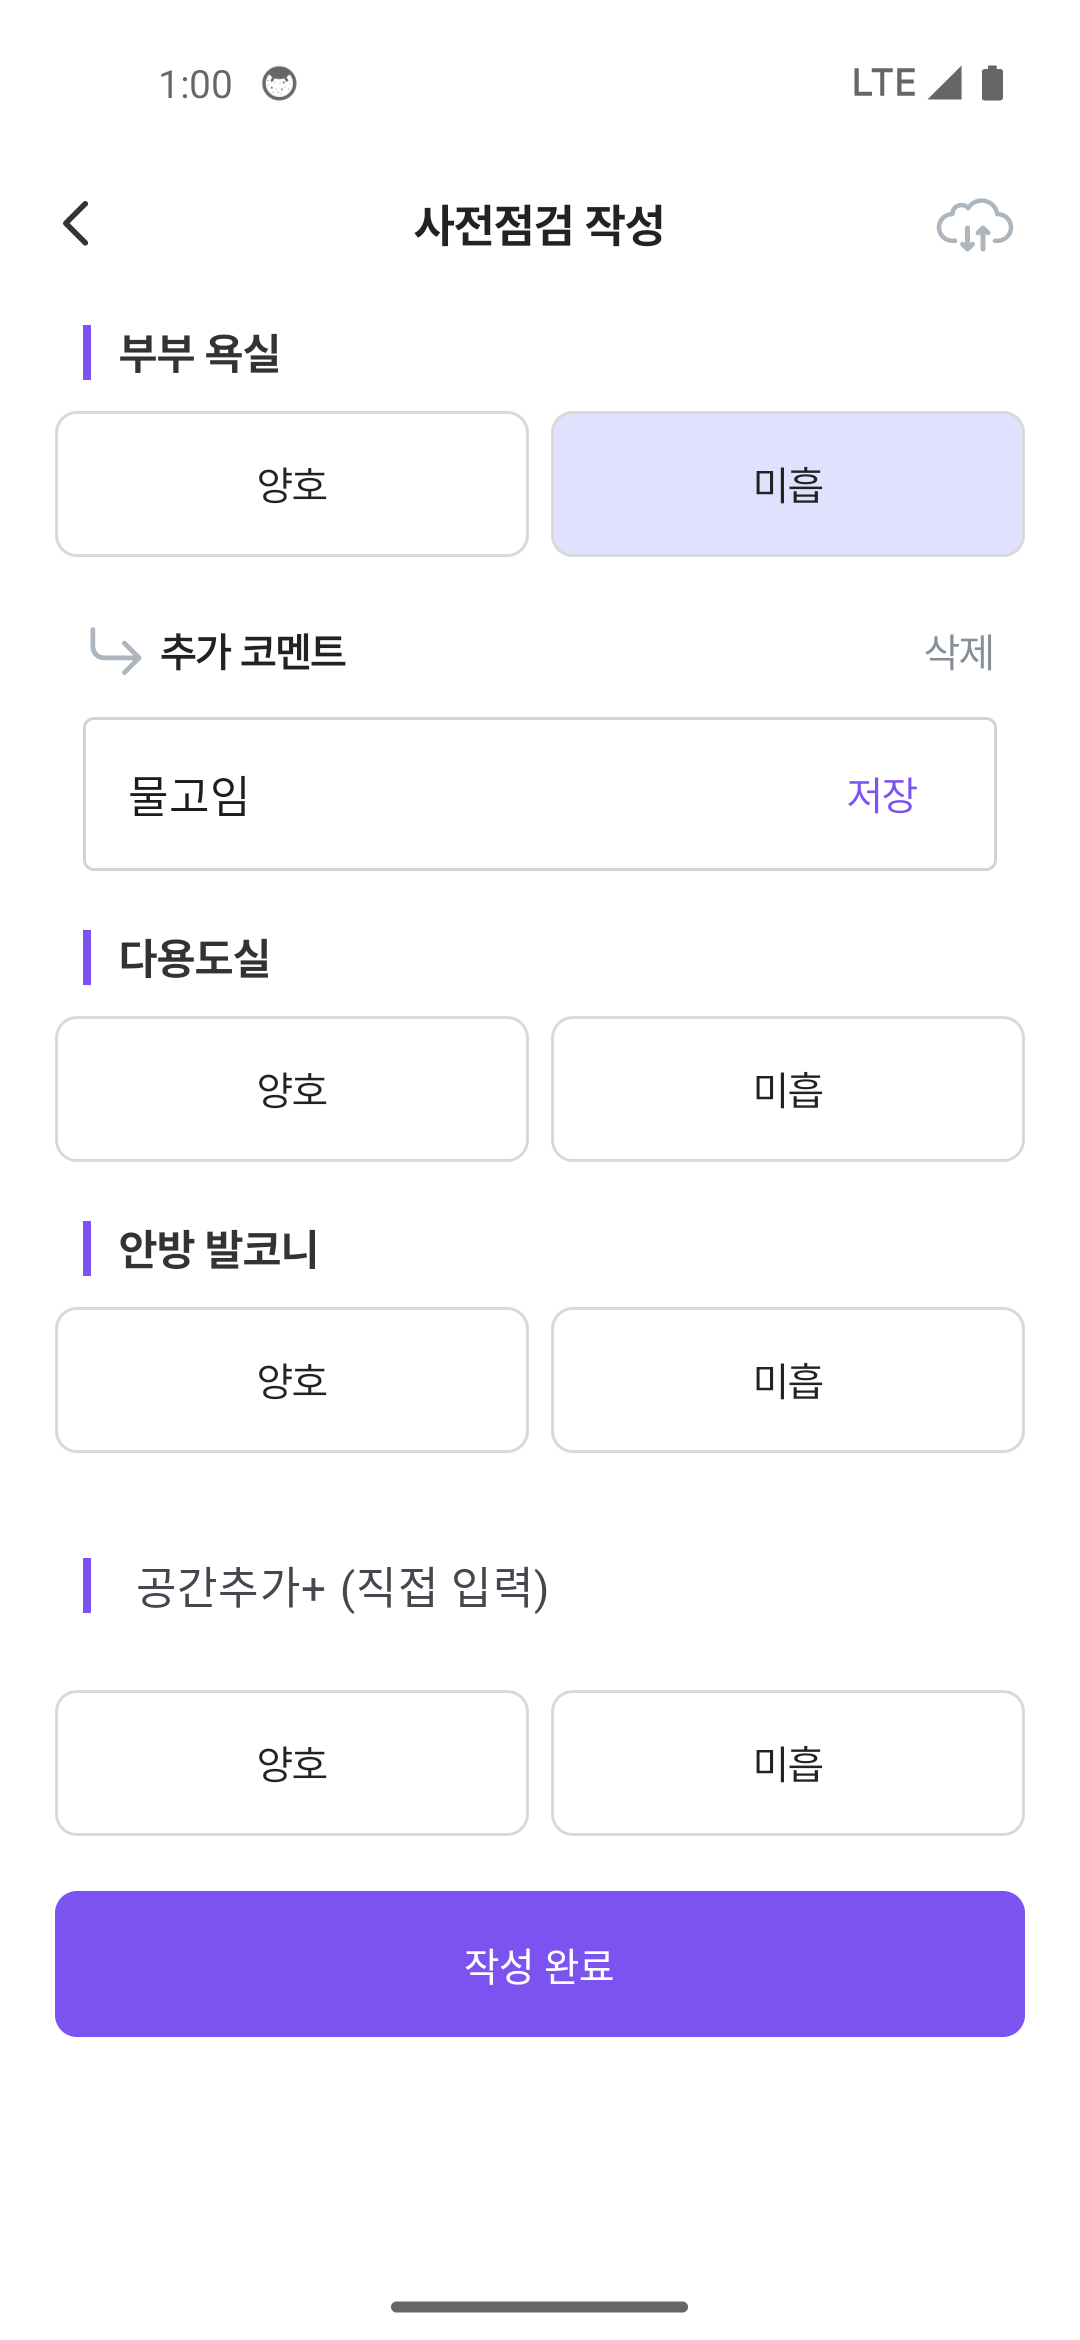 1:00 LTE
사전점검 작성
부부 욕실
양호 미흡
추가 코멘트 삭제
물고임 저장
다용도실
양호 미흡
안방 발코니
양호 미흡
공간추가+ (직접 입력)
양호 미흡
작성 완료